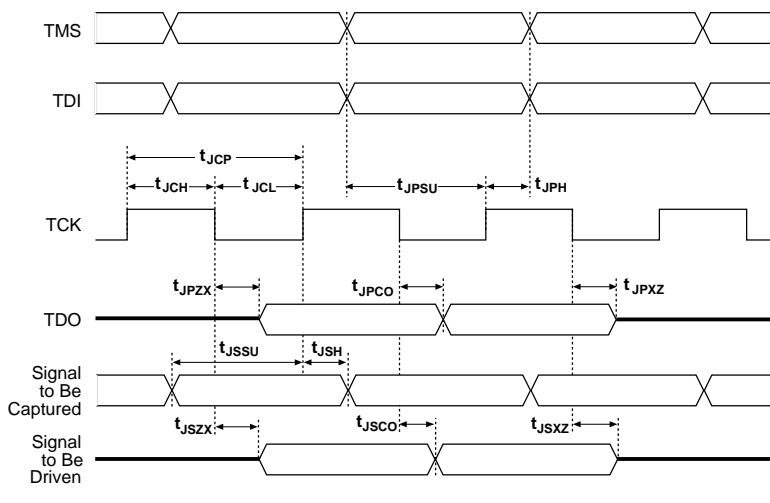 TMS
TDI
tJCP
tJCH tJCL tJPSU tJPH
TCK
tJPZX tJPCO tJPXZ
TDO
tJSSU tJSH
Signal
to Be
Captured
tJSZX tJSCO tJSXZ
Signal
to Be
Driven